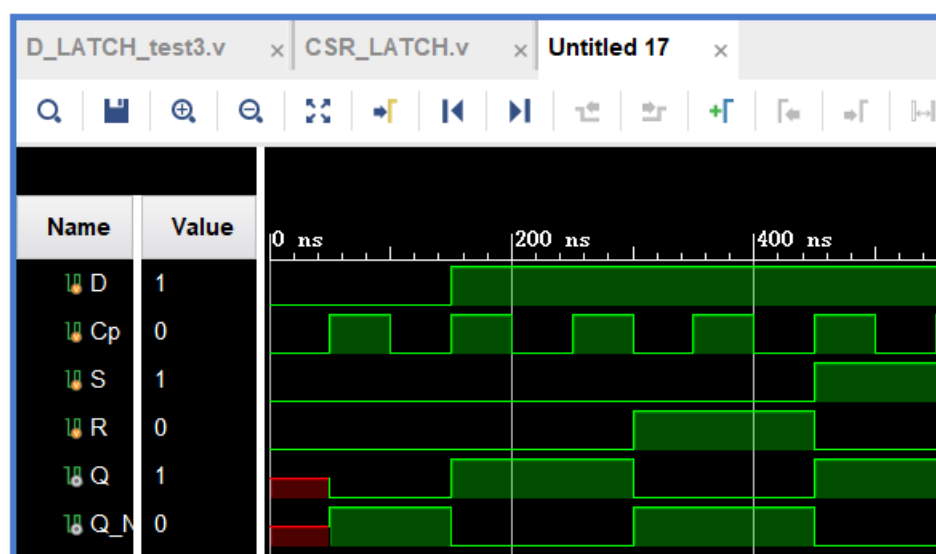 D_LATCH_test3.v × CSR_LATCH.v × Untitled 17 ×
Name Value
0 ns 200 ns 400 ns
D 1
Cp 0
S 1
R 0
Q 1
Q_N 0